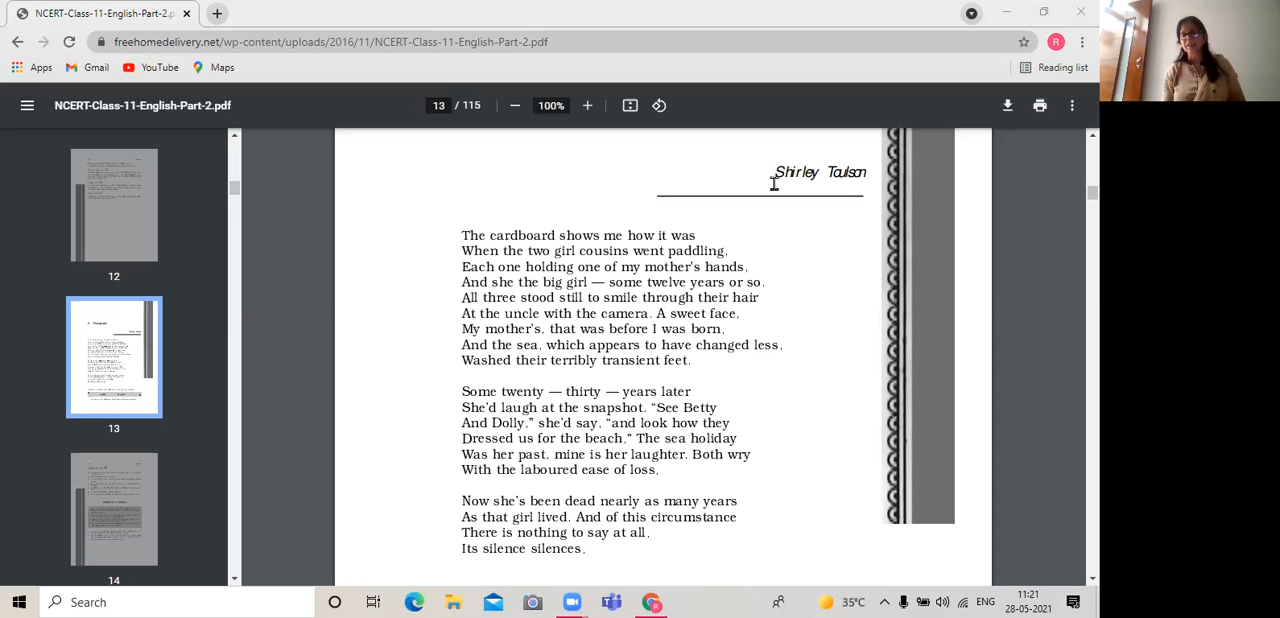 NCERT-Class-11-English-Part-2.p
freehomedelivery.net/wp-content/uploads/2016/11/NCERT-Class-11-English-Part-2.pdf
R
Apps Gmail YouTube Maps Reading list
NCERT-Class-11-English-Part-2.pdf 13 / 115 100%
12
13
14
Shirley Toulson
The cardboard shows me how it was
When the two girl cousins went paddling,
Each one holding one of my mother's hands,
And she the big girl — some twelve years or so.
All three stood still to smile through their hair
At the uncle with the camera. A sweet face,
My mother's, that was before I was born,
And the sea, which appears to have changed less,
Washed their terribly transient feet.
Some twenty — thirty — years later
She'd laugh at the snapshot. “See Betty
And Dolly,” she'd say, “and look how they
Dressed us for the beach.” The sea holiday
Was her past, mine is her laughter. Both wry
With the laboured ease of loss.
Now she's been dead nearly as many years
As that girl lived. And of this circumstance
There is nothing to say at all,
Its silence silences.
Search 35°C ENG 11:21
28-05-2021